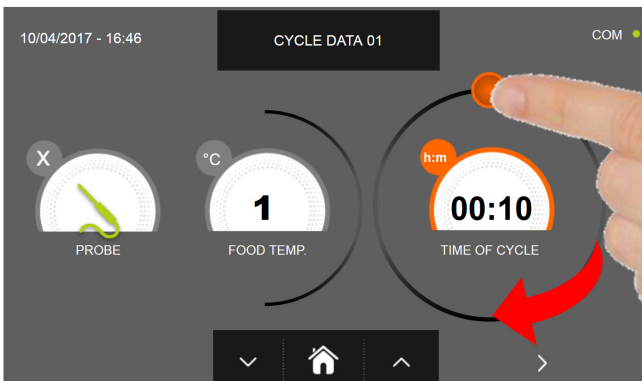 10/04/2017 - 16:46
CYCLE DATA 01
COM
X
°C
h:m
1
00:10
PROBE
FOOD TEMP.
TIME OF CYCLE